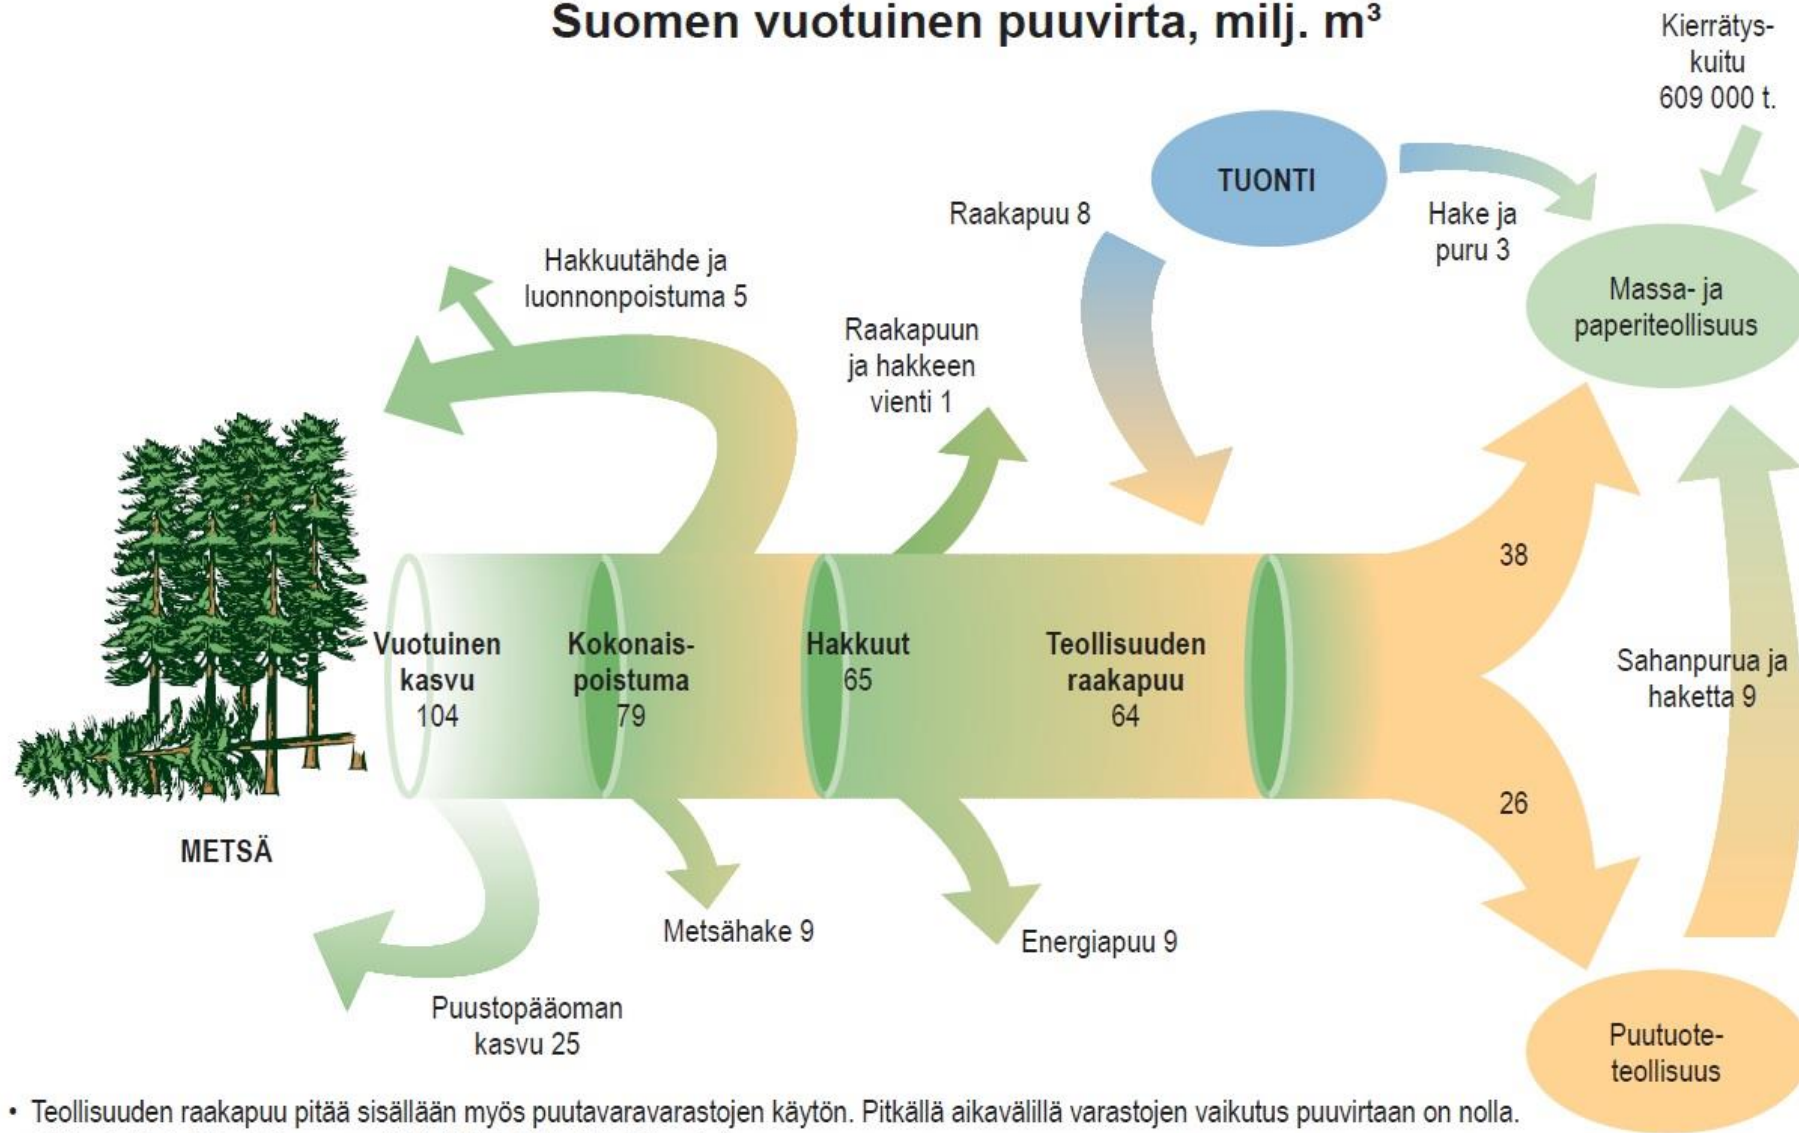 Suomen vuotuinen puuvirta, milj. m³
Kierrätys-
kuitu
609 000 t.
TUONTI
Raakapuu 8
Hake ja
puru 3
Hakkuutähde ja
luonnonpoistuma 5
Massa- ja
paperiteollisuus
Raakapuun
ja hakkeen
vienti 1
38
Vuotuinen
kasvu
104
Kokonais-
poistuma
79
Hakkuut
65
Teollisuuden
raakapuu
64
Sahanpurua ja
haketta 9
26
METSÄ
Metsähake 9
Energiapuu 9
Puustopääoman
kasvu 25
Puutuote-
teollisuus
• Teollisuuden raakapuu pitää sisällään myös puutavaravarastojen käytön. Pitkällä aikavälillä varastojen vaikutus puuvirtaan on nolla.